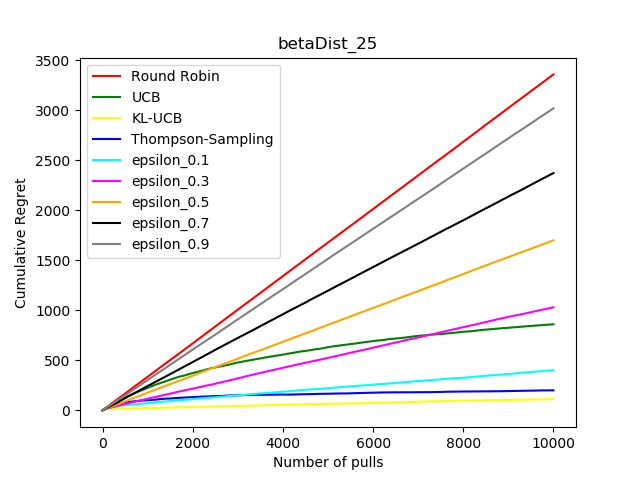 betaDist_25
3500
3000
2500
2000
1500
1000
500
0
Cumulative Regret
Round Robin
UCB
KL-UCB
Thompson-Sampling
epsilon_0.1
epsilon_0.3
epsilon_0.5
epsilon_0.7
epsilon_0.9
0 2000 4000 6000 8000 10000
Number of pulls